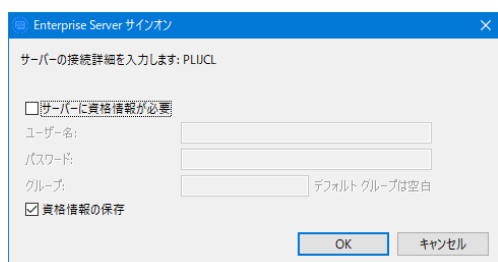 Enterprise Server サインオン
サーバーの接続詳細を入力します: PLIJCL
サーバーに資格情報が必要
ユーザー名:
パスワード:
グループ:
デフォルト グループは空白
資格情報の保存
OK
キャンセル